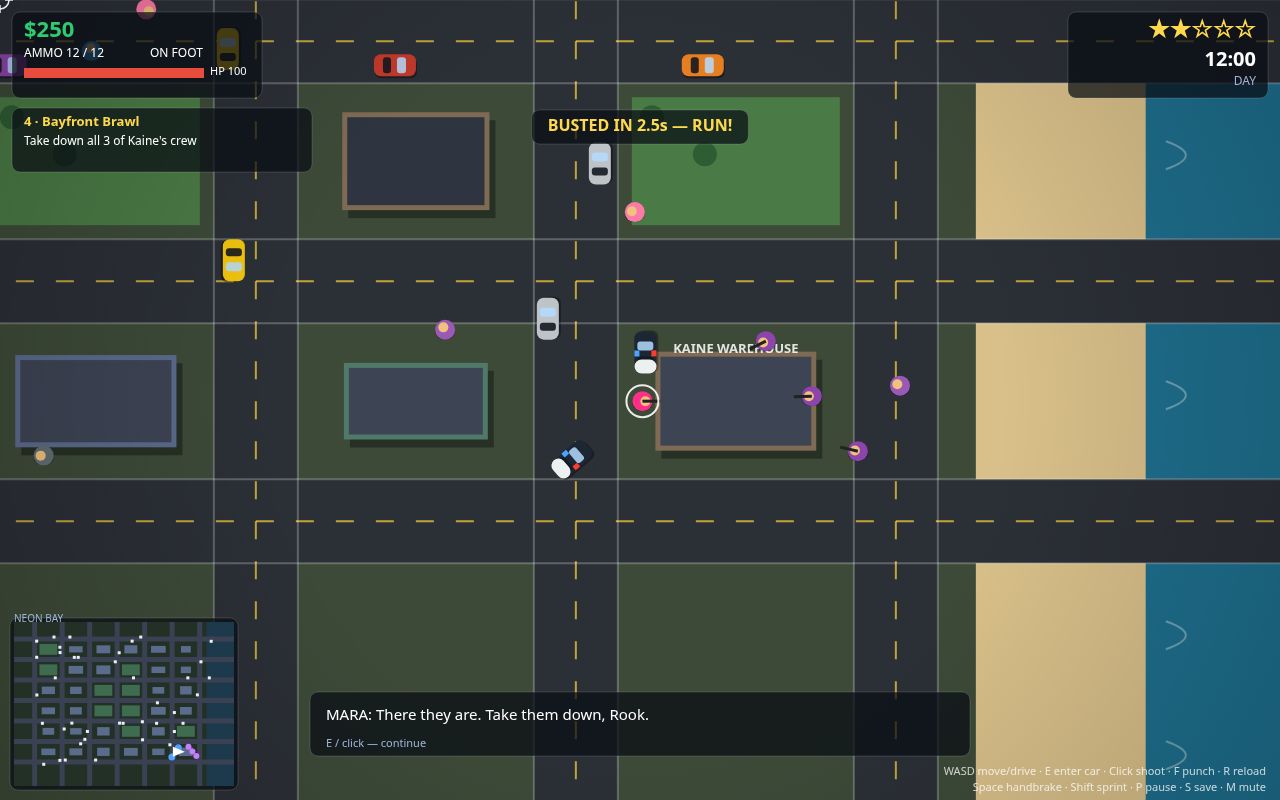 $250
AMMO 12 / 12 ON FOOT
HP 100
★★☆☆☆
12:00
DAY
4 · Bayfront Brawl
Take down all 3 of Kaine's crew
BUSTED IN 2.5s — RUN!
KAINE WAREHOUSE
NEON BAY
MARA: There they are. Take them down, Rook.
E / click — continue
WASD move/drive · E enter car · Click shoot · F punch · R reload
Space handbrake · Shift sprint · P pause · S save · M mute